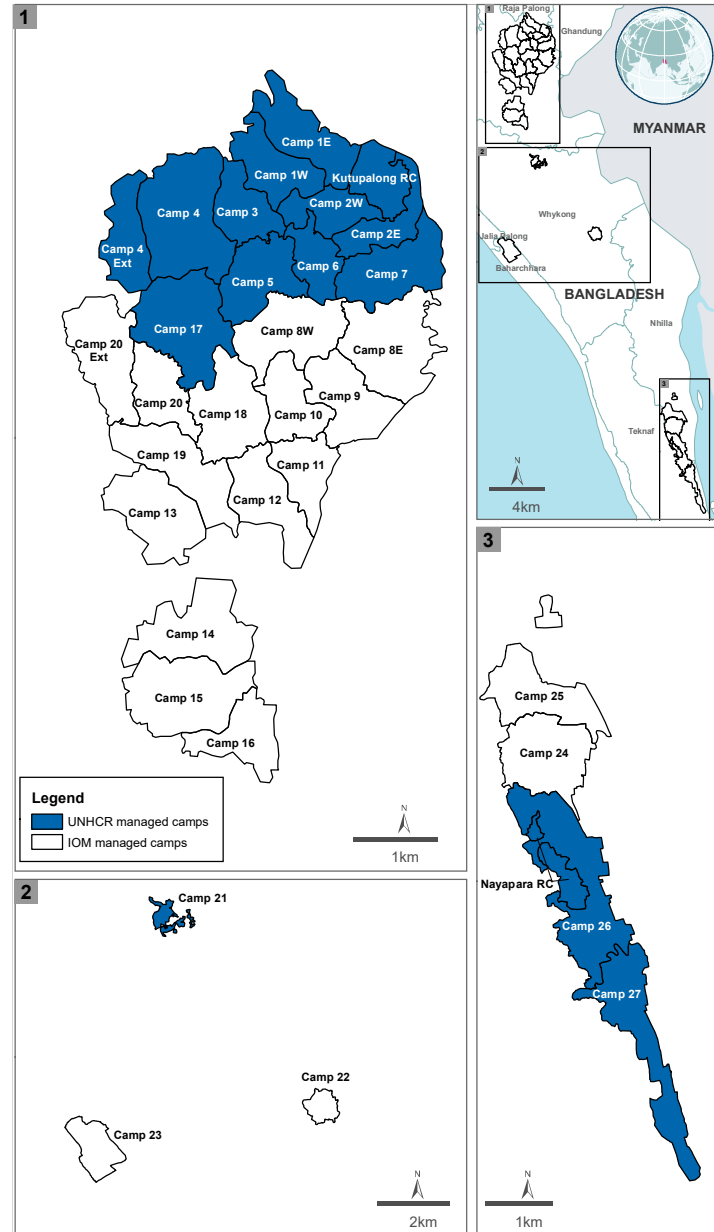 1
Camp 1E
Camp 1W
Kutupalong RC
Camp 4
Camp 3
Camp 2W
Camp 2E
Camp 4
Ext
Camp 5
Camp 6
Camp 7
Camp 17
Camp 8W
Camp 20
Ext
Camp 8E
Camp 20
Camp 18
Camp 10
Camp 9
Camp 19
Camp 11
Camp 13
Camp 12
Camp 14
Camp 15
Camp 16
Legend
UNHCR managed camps
IOM managed camps
N
1km
1
Raja Palong
Ghandung
MYANMAR
2
Whykong
Jalia Palong
Baharchhara
BANGLADESH
Nhilla
3
Teknaf
N
4km
2
Camp 21
Camp 22
Camp 23
N
2km
3
Camp 25
Camp 24
Nayapara RC
Camp 26
Camp 27
N
1km